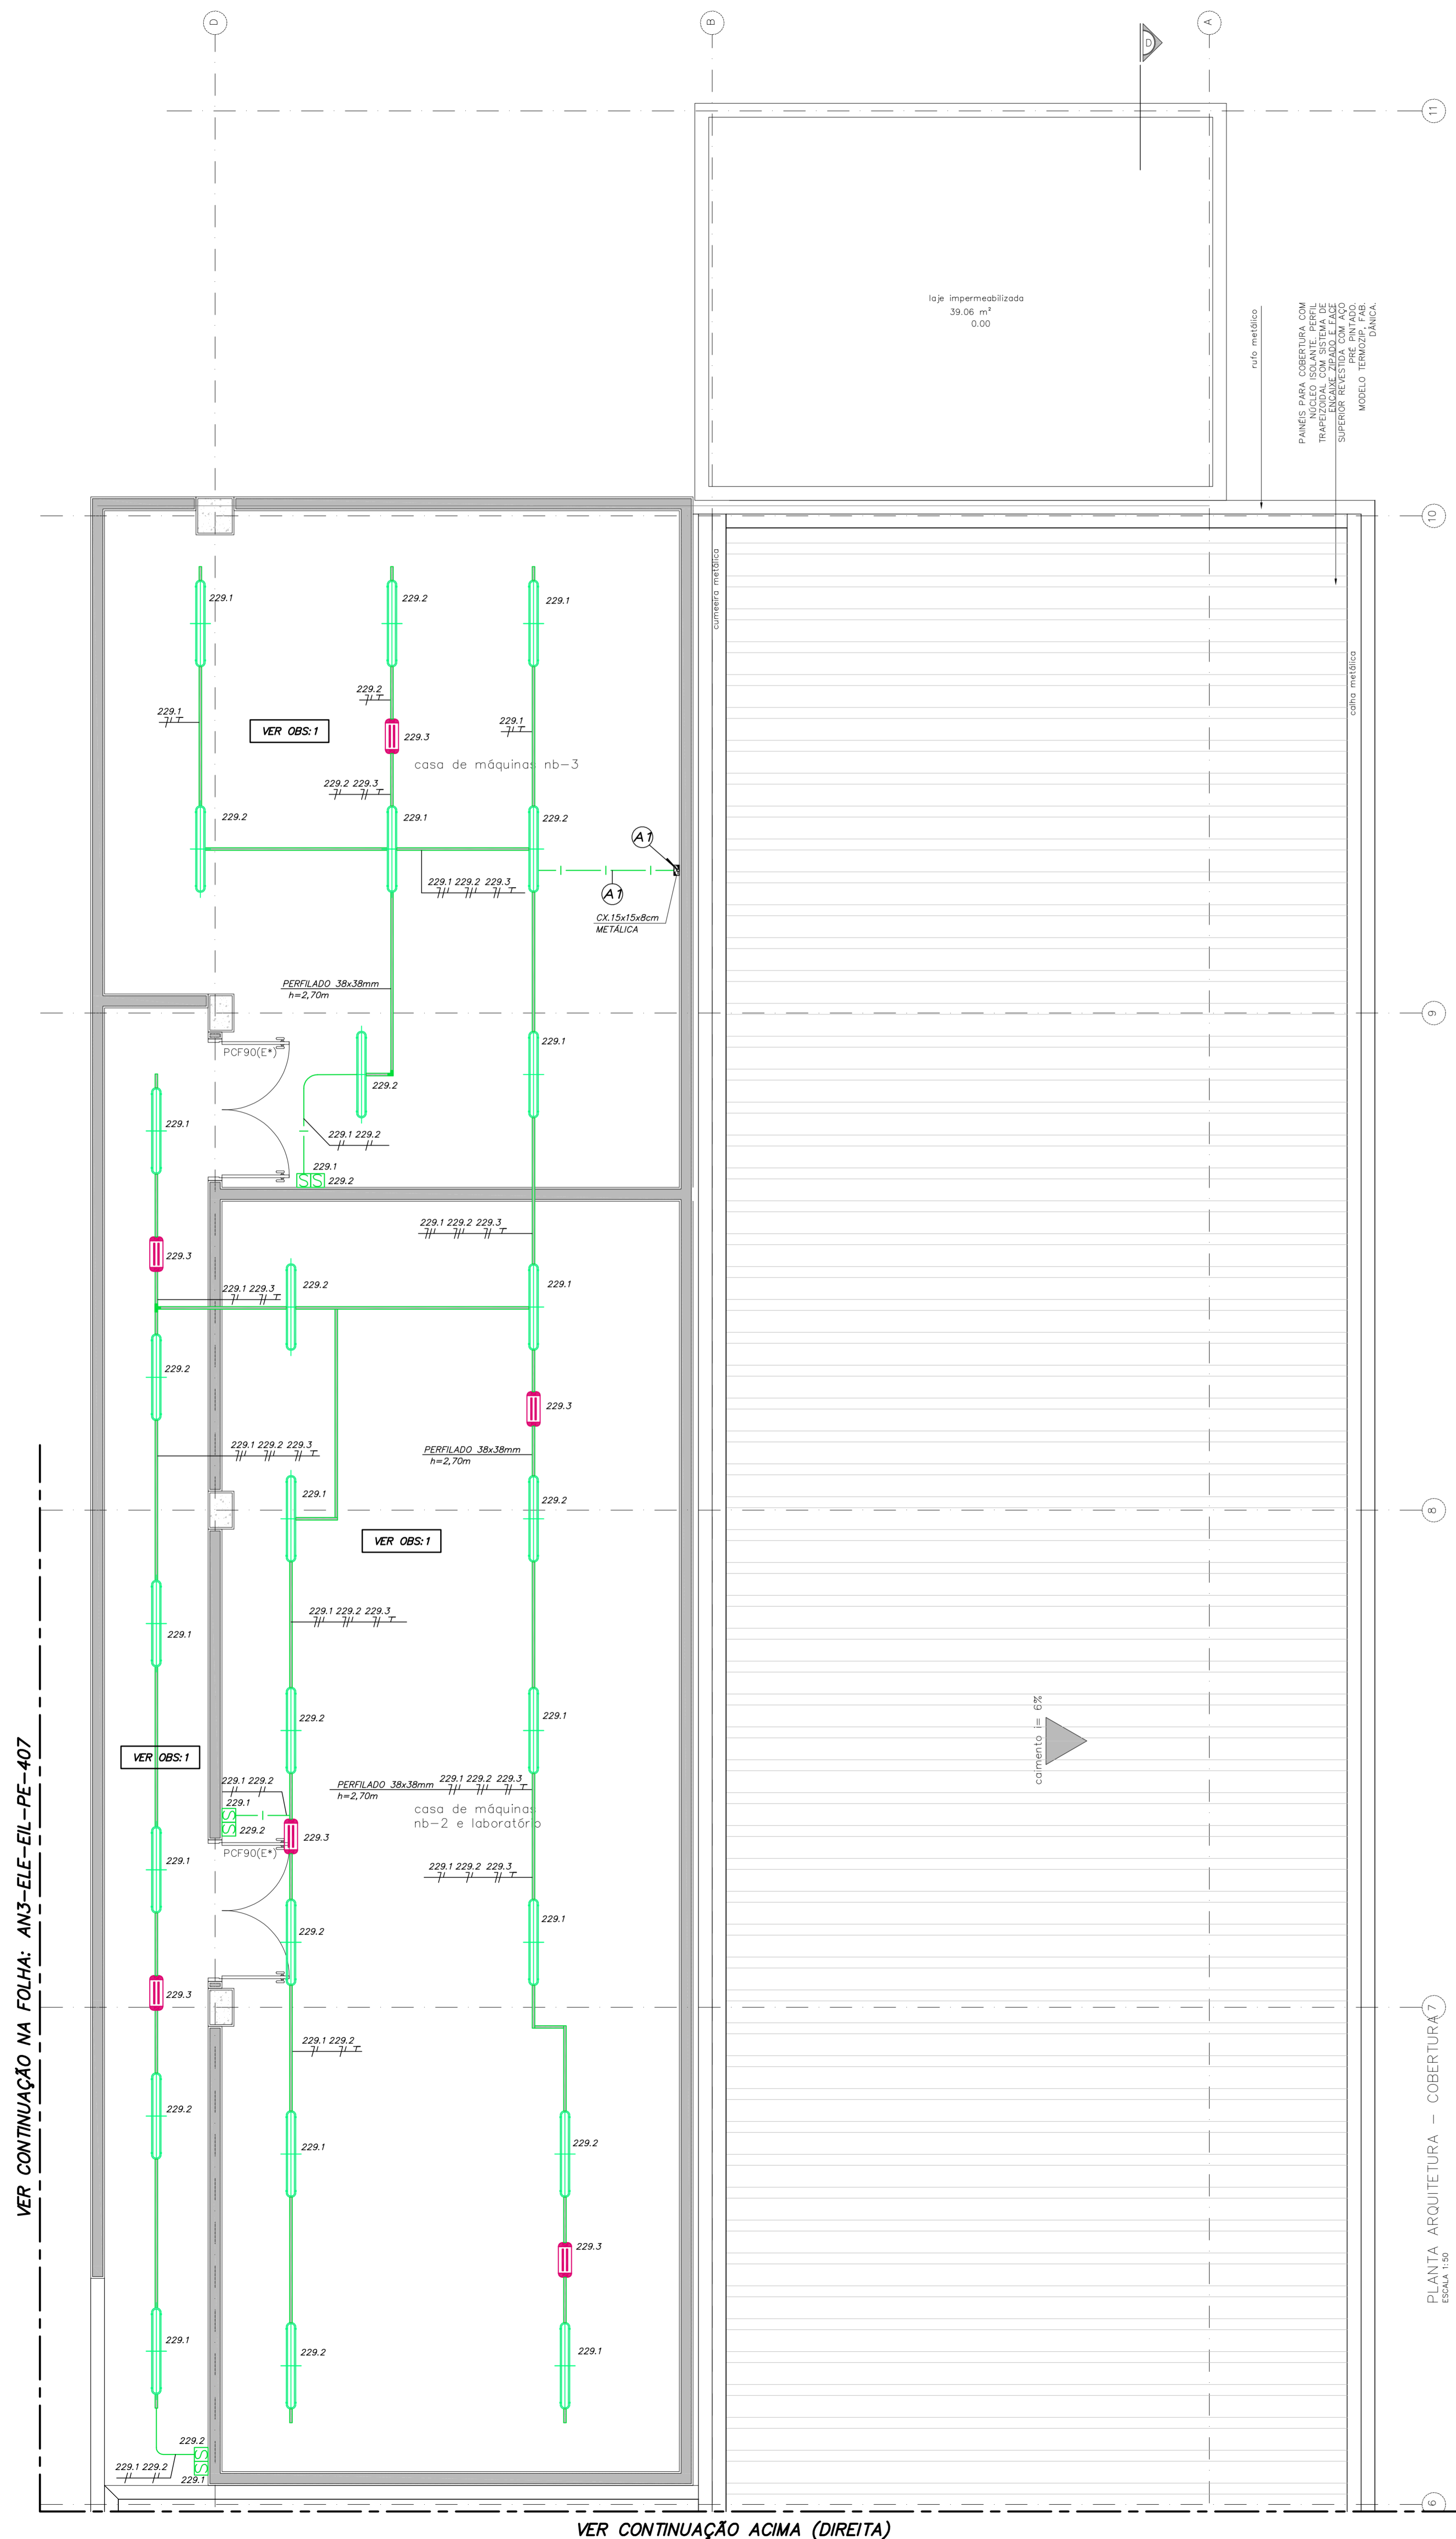 D
B
A
D
11
laje impermeabilizada
39.06 m²
0.00
rufo metálico
PAINÉIS PARA COBERTURA COM
NÚCLEO ISOLANTE, PERFIL
TRAPEIZOIDAL COM SISTEMA DE
ENCAIXE ZIPADO E FACE
SUPERIOR REVESTIDA COM AÇO
PRÉ PINTADO.
MODELO TERMOZIP, FAB.
DÂNICA.
10
cumeeira metálica
calha metálica
229.1
229.2
229.1
229.2
229.1
229.1
VER OBS:1
229.3
casa de máquinas nb-3
229.2 229.3
229.2
229.1
229.2
A1
229.1 229.2 229.3
A1
CX.15x15x8cm
METÁLICA
PERFILADO 38x38mm
h=2,70m
9
PCF90(E*)
229.1
229.2
229.1
229.1 229.2
229.1
229.2
229.1 229.2 229.3
229.3
229.1 229.3
229.2
229.1
229.2
229.3
229.1 229.2 229.3
PERFILADO 38x38mm
h=2,70m
229.1
229.2
8
VER OBS:1
229.1 229.2 229.3
229.1
229.2
229.1
VER OBS:1
caimento i= 6%
229.1 229.2
PERFILADO 38x38mm
h=2,70m
229.1 229.2 229.3
229.1
229.2
casa de máquinas
nb-2 e laboratório
229.3
PCF90(E*)
229.1
229.1 229.2 229.3
229.2
229.1
229.3
7
229.1 229.2
229.2
229.1
229.2
229.3
229.1
229.2
229.1
229.2
229.1 229.2
229.1
6
VER CONTINUAÇÃO NA FOLHA: AN3-ELE-EIL-PE-407
PLANTA ARQUITETURA - COBERTURA
ESCALA 1:50
VER CONTINUAÇÃO ACIMA (DIREITA)
SS
SS
SS